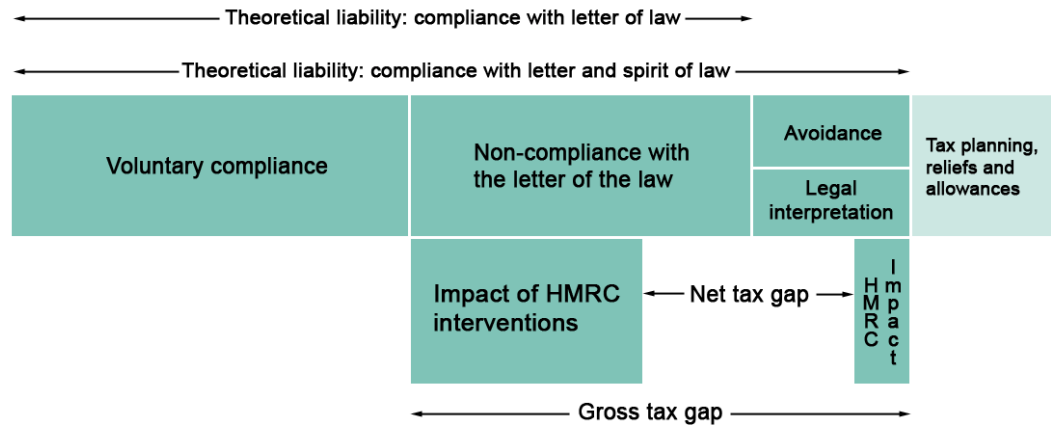 Theoretical liability: compliance with letter of law
Theoretical liability: compliance with letter and spirit of law
Voluntary compliance
Non-compliance with
the letter of the law
Avoidance
Legal
interpretation
Tax planning,
reliefs and
allowances
Impact of HMRC
interventions
Net tax gap
HMRC
Impact
Gross tax gap